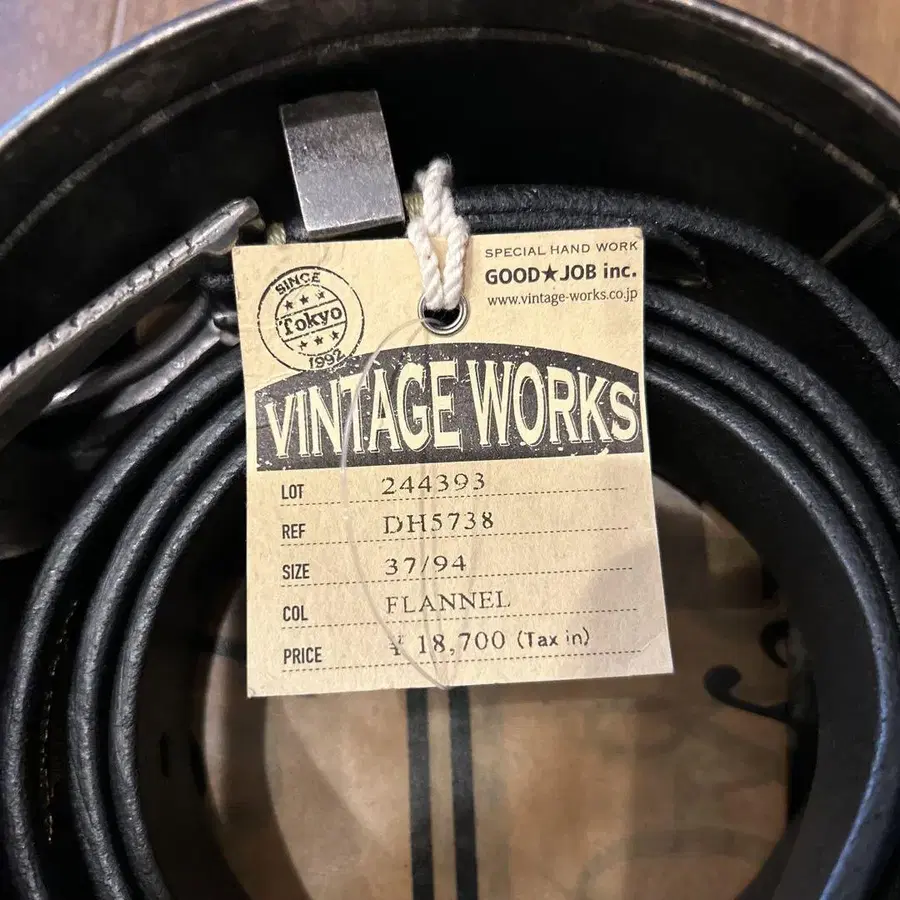 SPECIAL HAND WORK
GOOD★JOB inc.
www.vintage-works.co.jp
SINCE
Tokyo
1992
VINTAGE WORKS
LOT 244393
REF DH5738
SIZE 37/94
COL FLANNEL
PRICE ¥ 18,700 (Tax in)